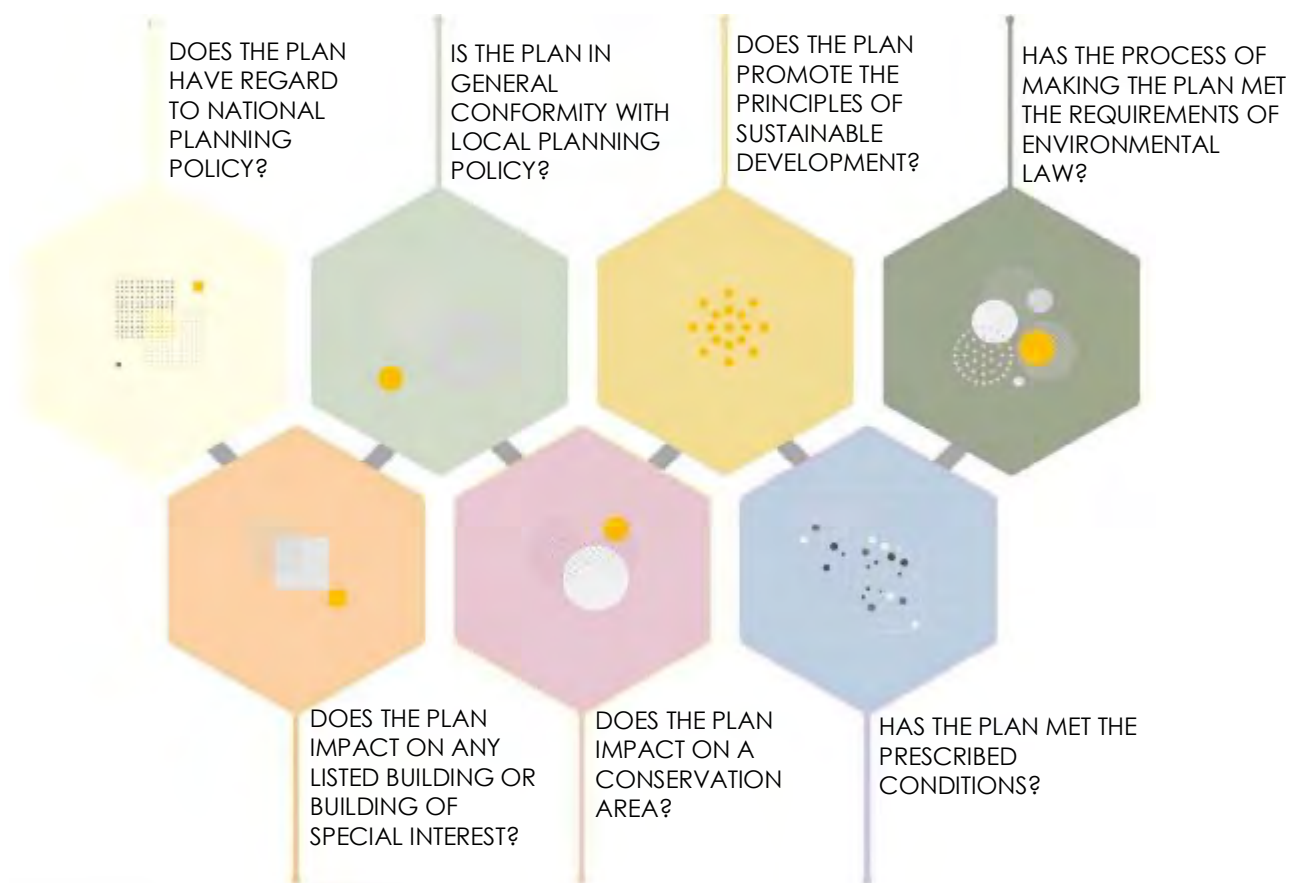 DOES THE PLAN
HAVE REGARD
TO NATIONAL
PLANNING
POLICY?
IS THE PLAN IN
GENERAL
CONFORMITY WITH
LOCAL PLANNING
POLICY?
DOES THE PLAN
PROMOTE THE
PRINCIPLES OF
SUSTAINABLE
DEVELOPMENT?
HAS THE PROCESS OF
MAKING THE PLAN MET
THE REQUIREMENTS OF
ENVIRONMENTAL
LAW?
DOES THE PLAN
IMPACT ON ANY
LISTED BUILDING OR
BUILDING OF
SPECIAL INTEREST?
DOES THE PLAN
IMPACT ON A
CONSERVATION
AREA?
HAS THE PLAN MET THE
PRESCRIBED
CONDITIONS?